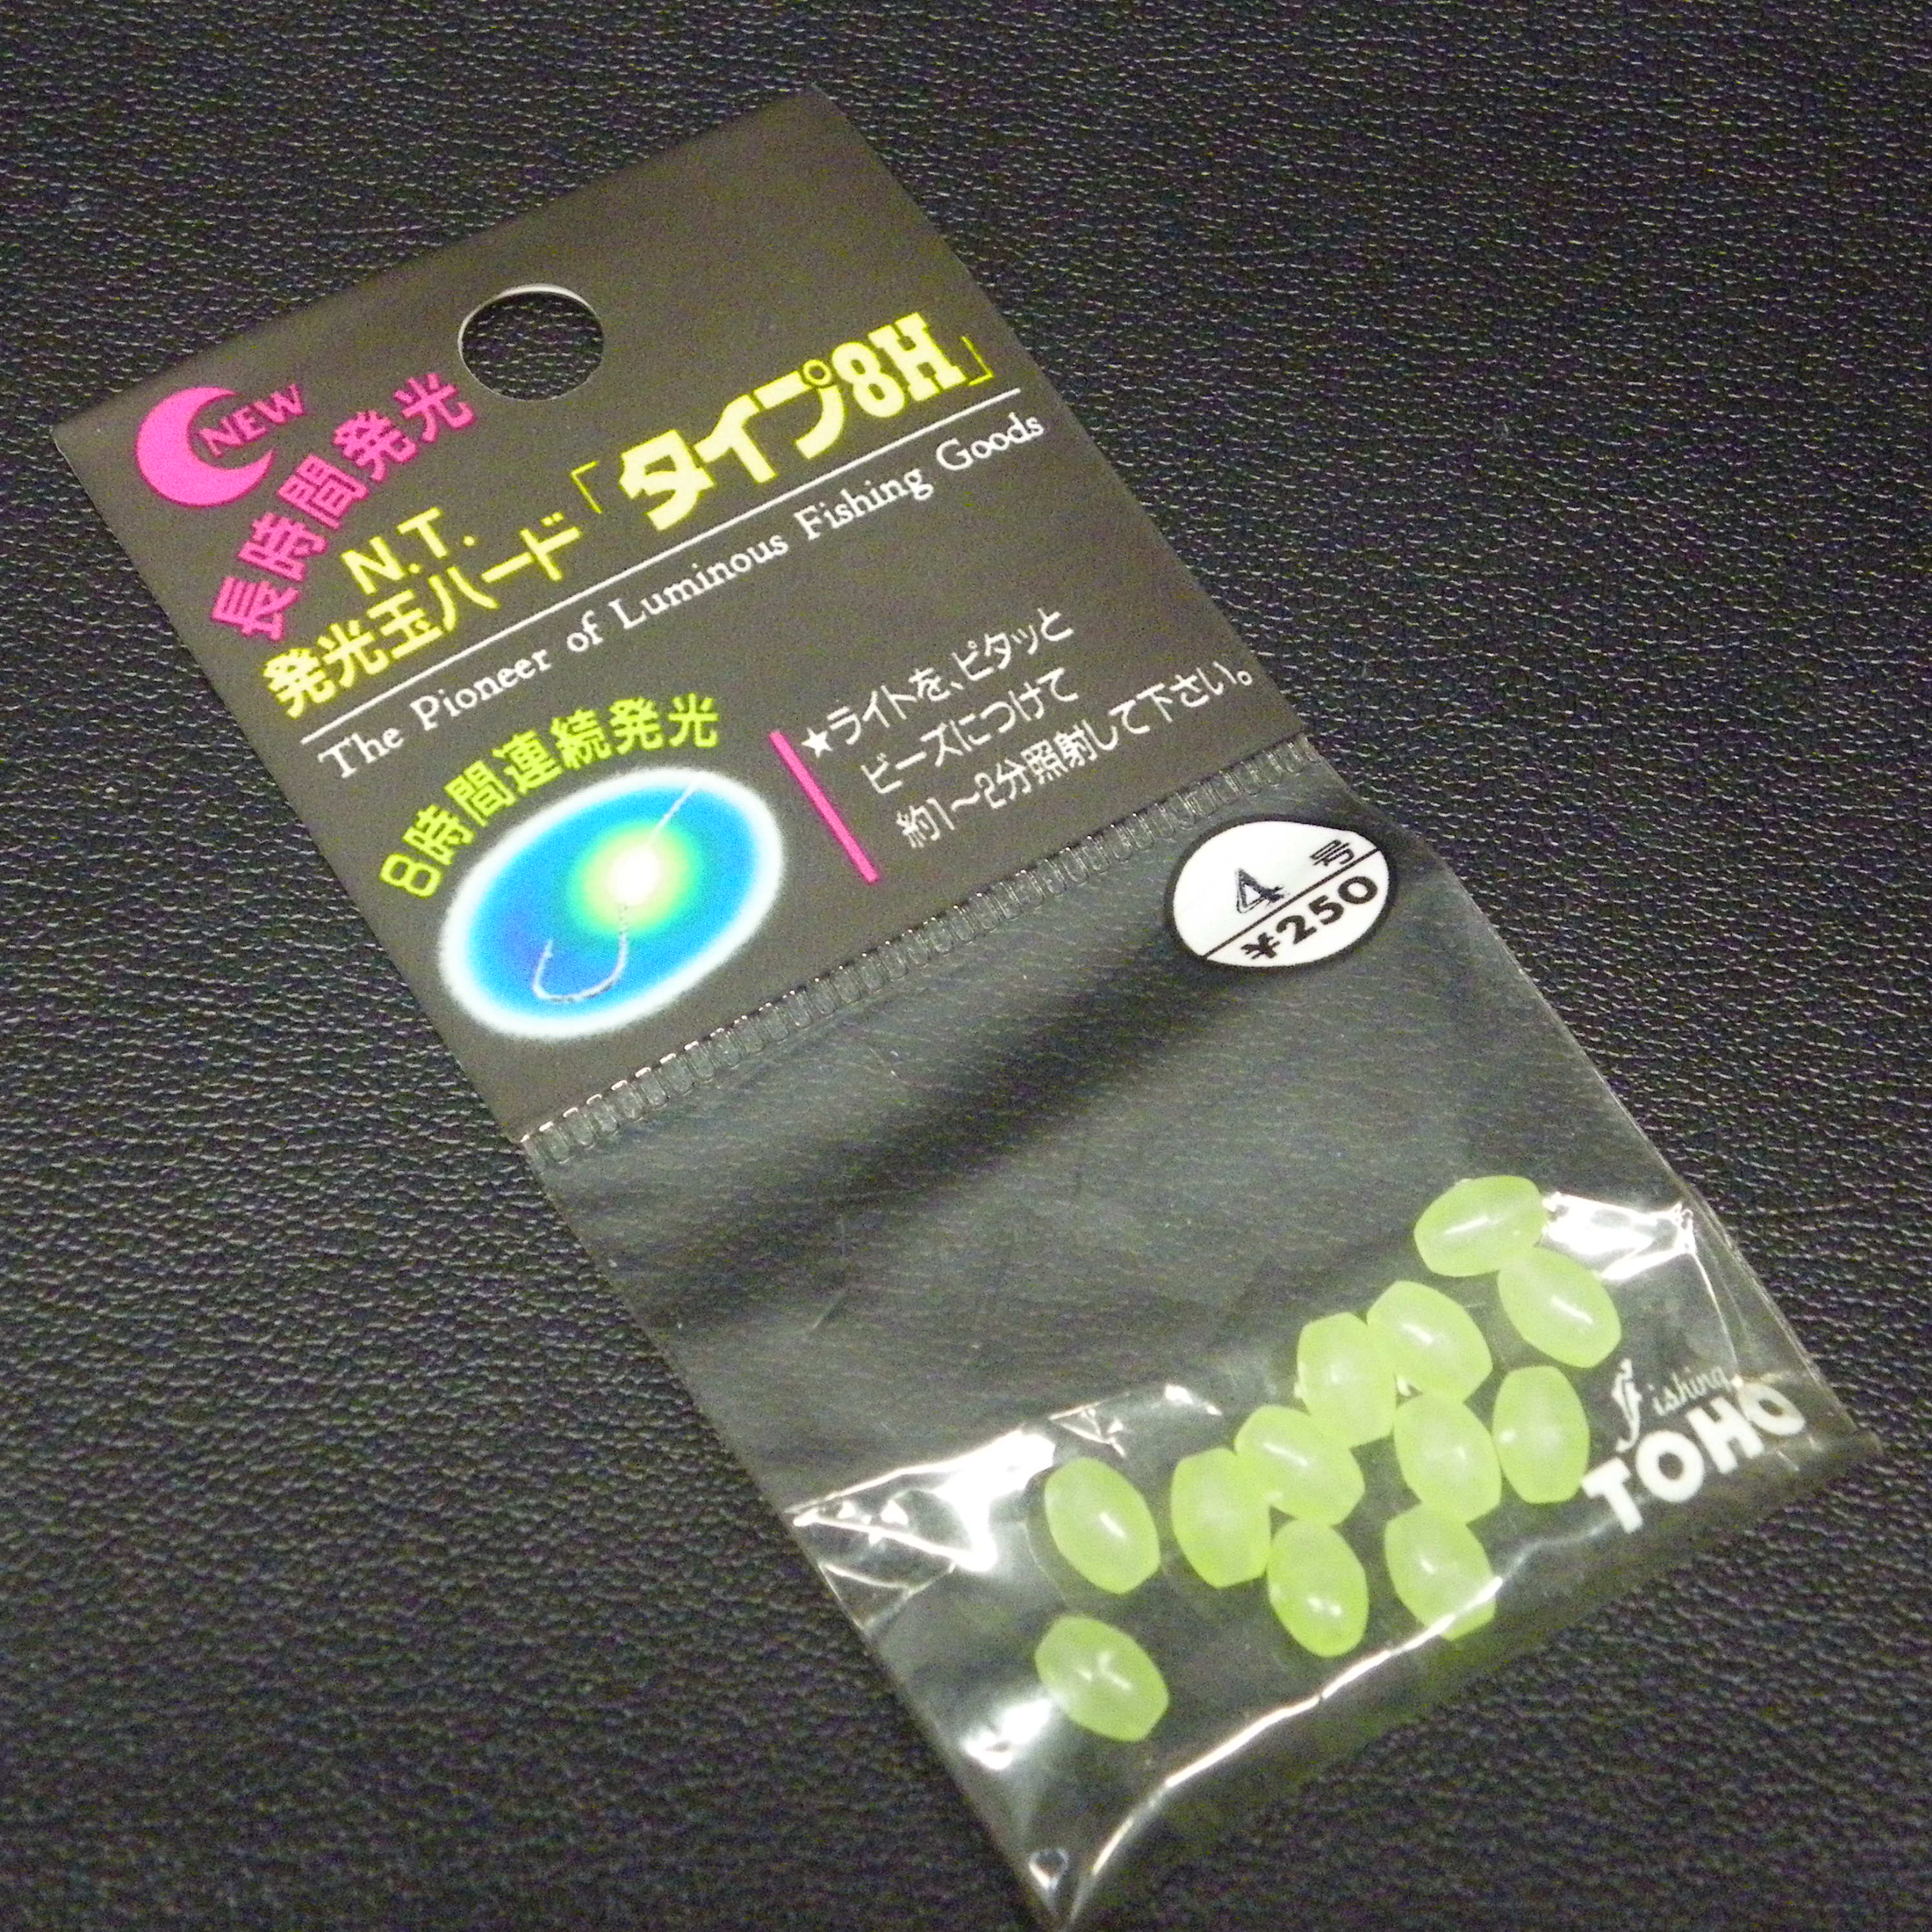 NEW
長時間発光
N.T.
発光玉ハード「タイプ8H」
The Pioneer of Luminous Fishing Goods
8時間連続発光
★ライトを、ピタッと
ビーズにつけて
約1〜2分照射して下さい。
4号
¥250
Fishing
TOHO